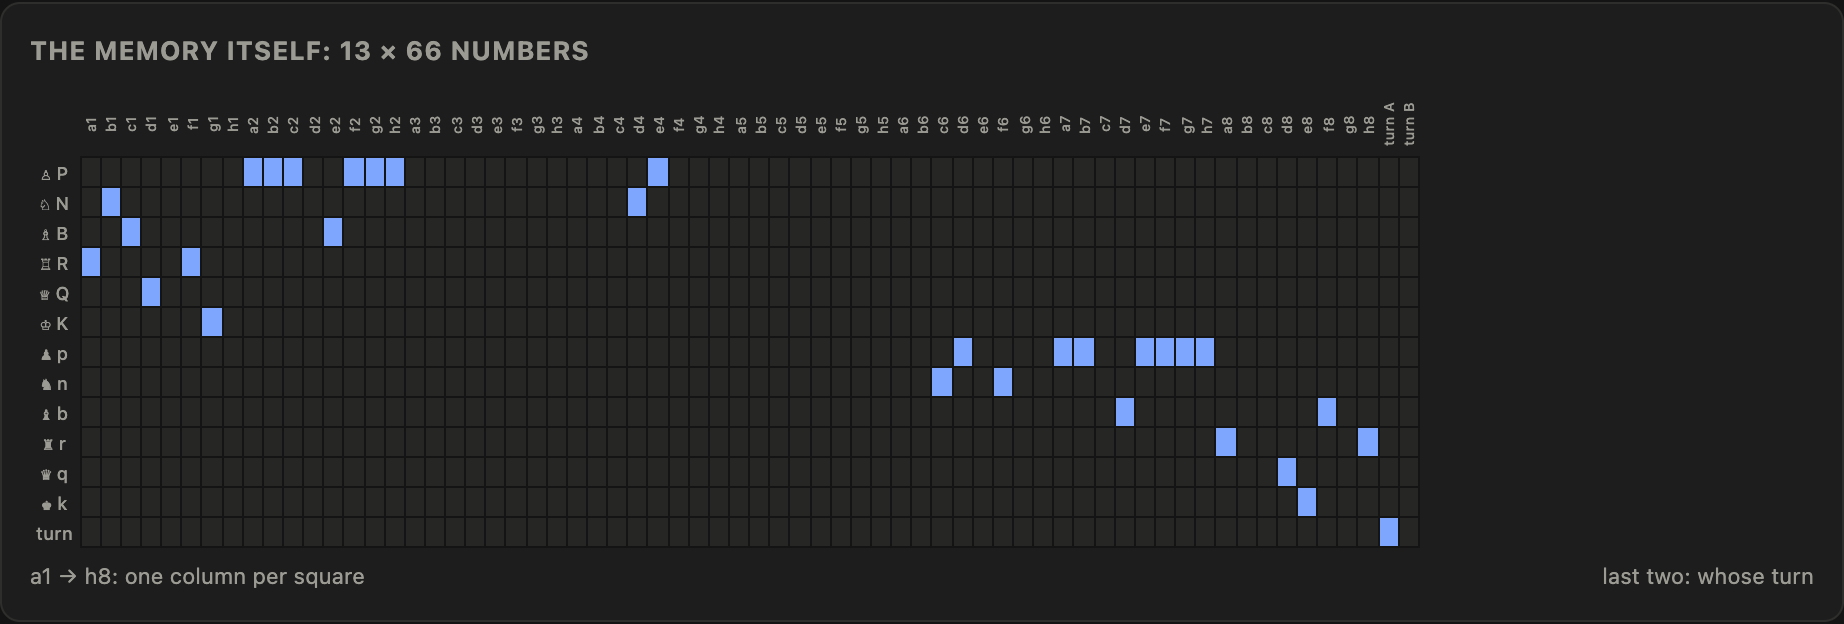 THE MEMORY ITSELF: 13 × 66 NUMBERS
a1 b1 c1 d1 e1 f1 g1 h1 a2 b2 c2 d2 e2 f2 g2 h2 a3 b3 c3 d3 e3 f3 g3 h3 a4 b4 c4 d4 e4 f4 g4 h4 a5 b5 c5 d5 e5 f5 g5 h5 a6 b6 c6 d6 e6 f6 g6 h6 a7 b7 c7 d7 e7 f7 g7 h7 a8 b8 c8 d8 e8 f8 g8 h8 turn A turn B
♙ P
♘ N
♗ B
♖ R
♕ Q
♔ K
♟ p
♞ n
♝ b
♜ r
♛ q
♚ k
turn
a1 → h8: one column per square
last two: whose turn